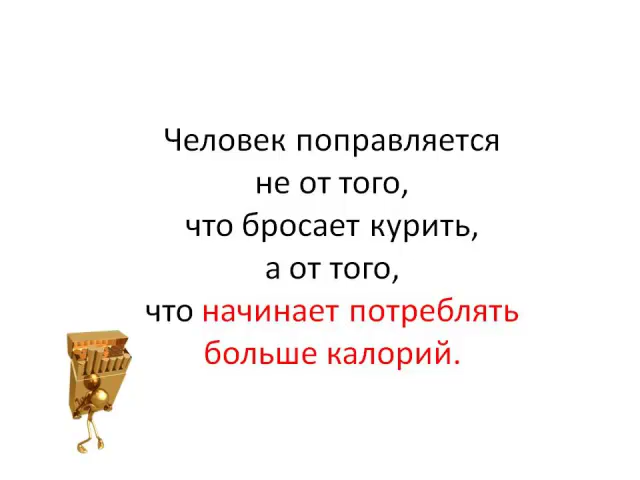 Человек поправляется
не от того,
что бросает курить,
а от того,
что начинает потреблять
больше калорий.